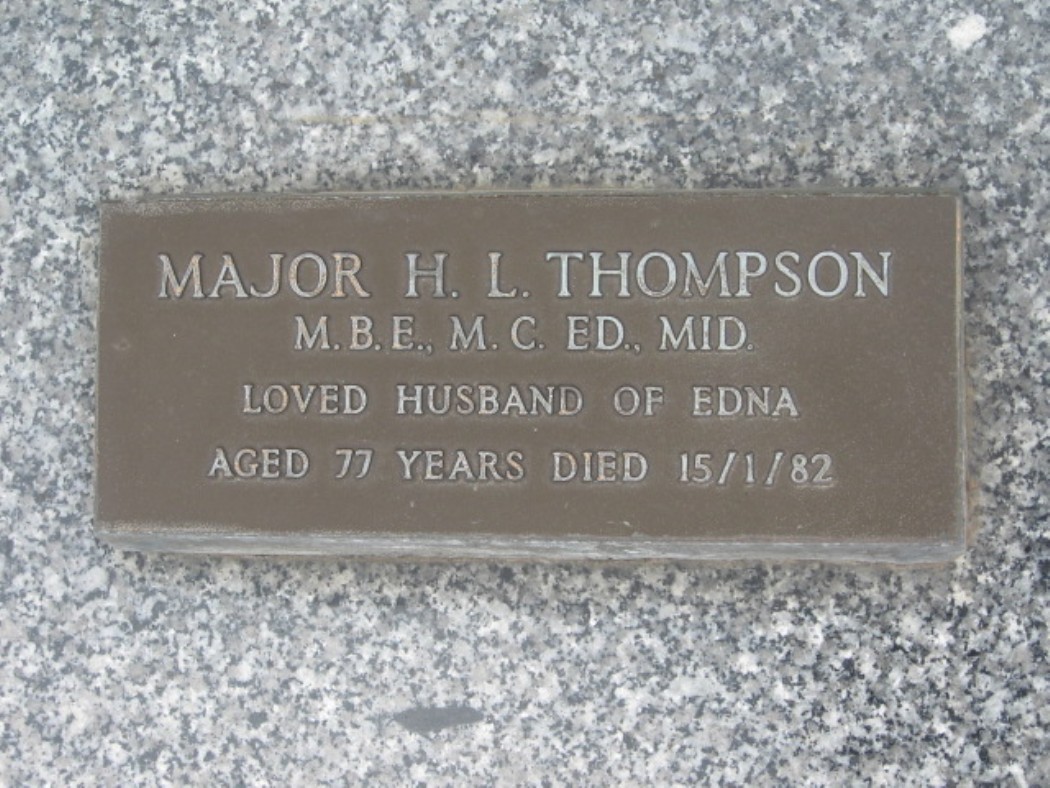 MAJOR H. L. THOMPSON
M.B.E., M.C. ED., MID.
LOVED HUSBAND OF EDNA
AGED 77 YEARS DIED 15/1/82